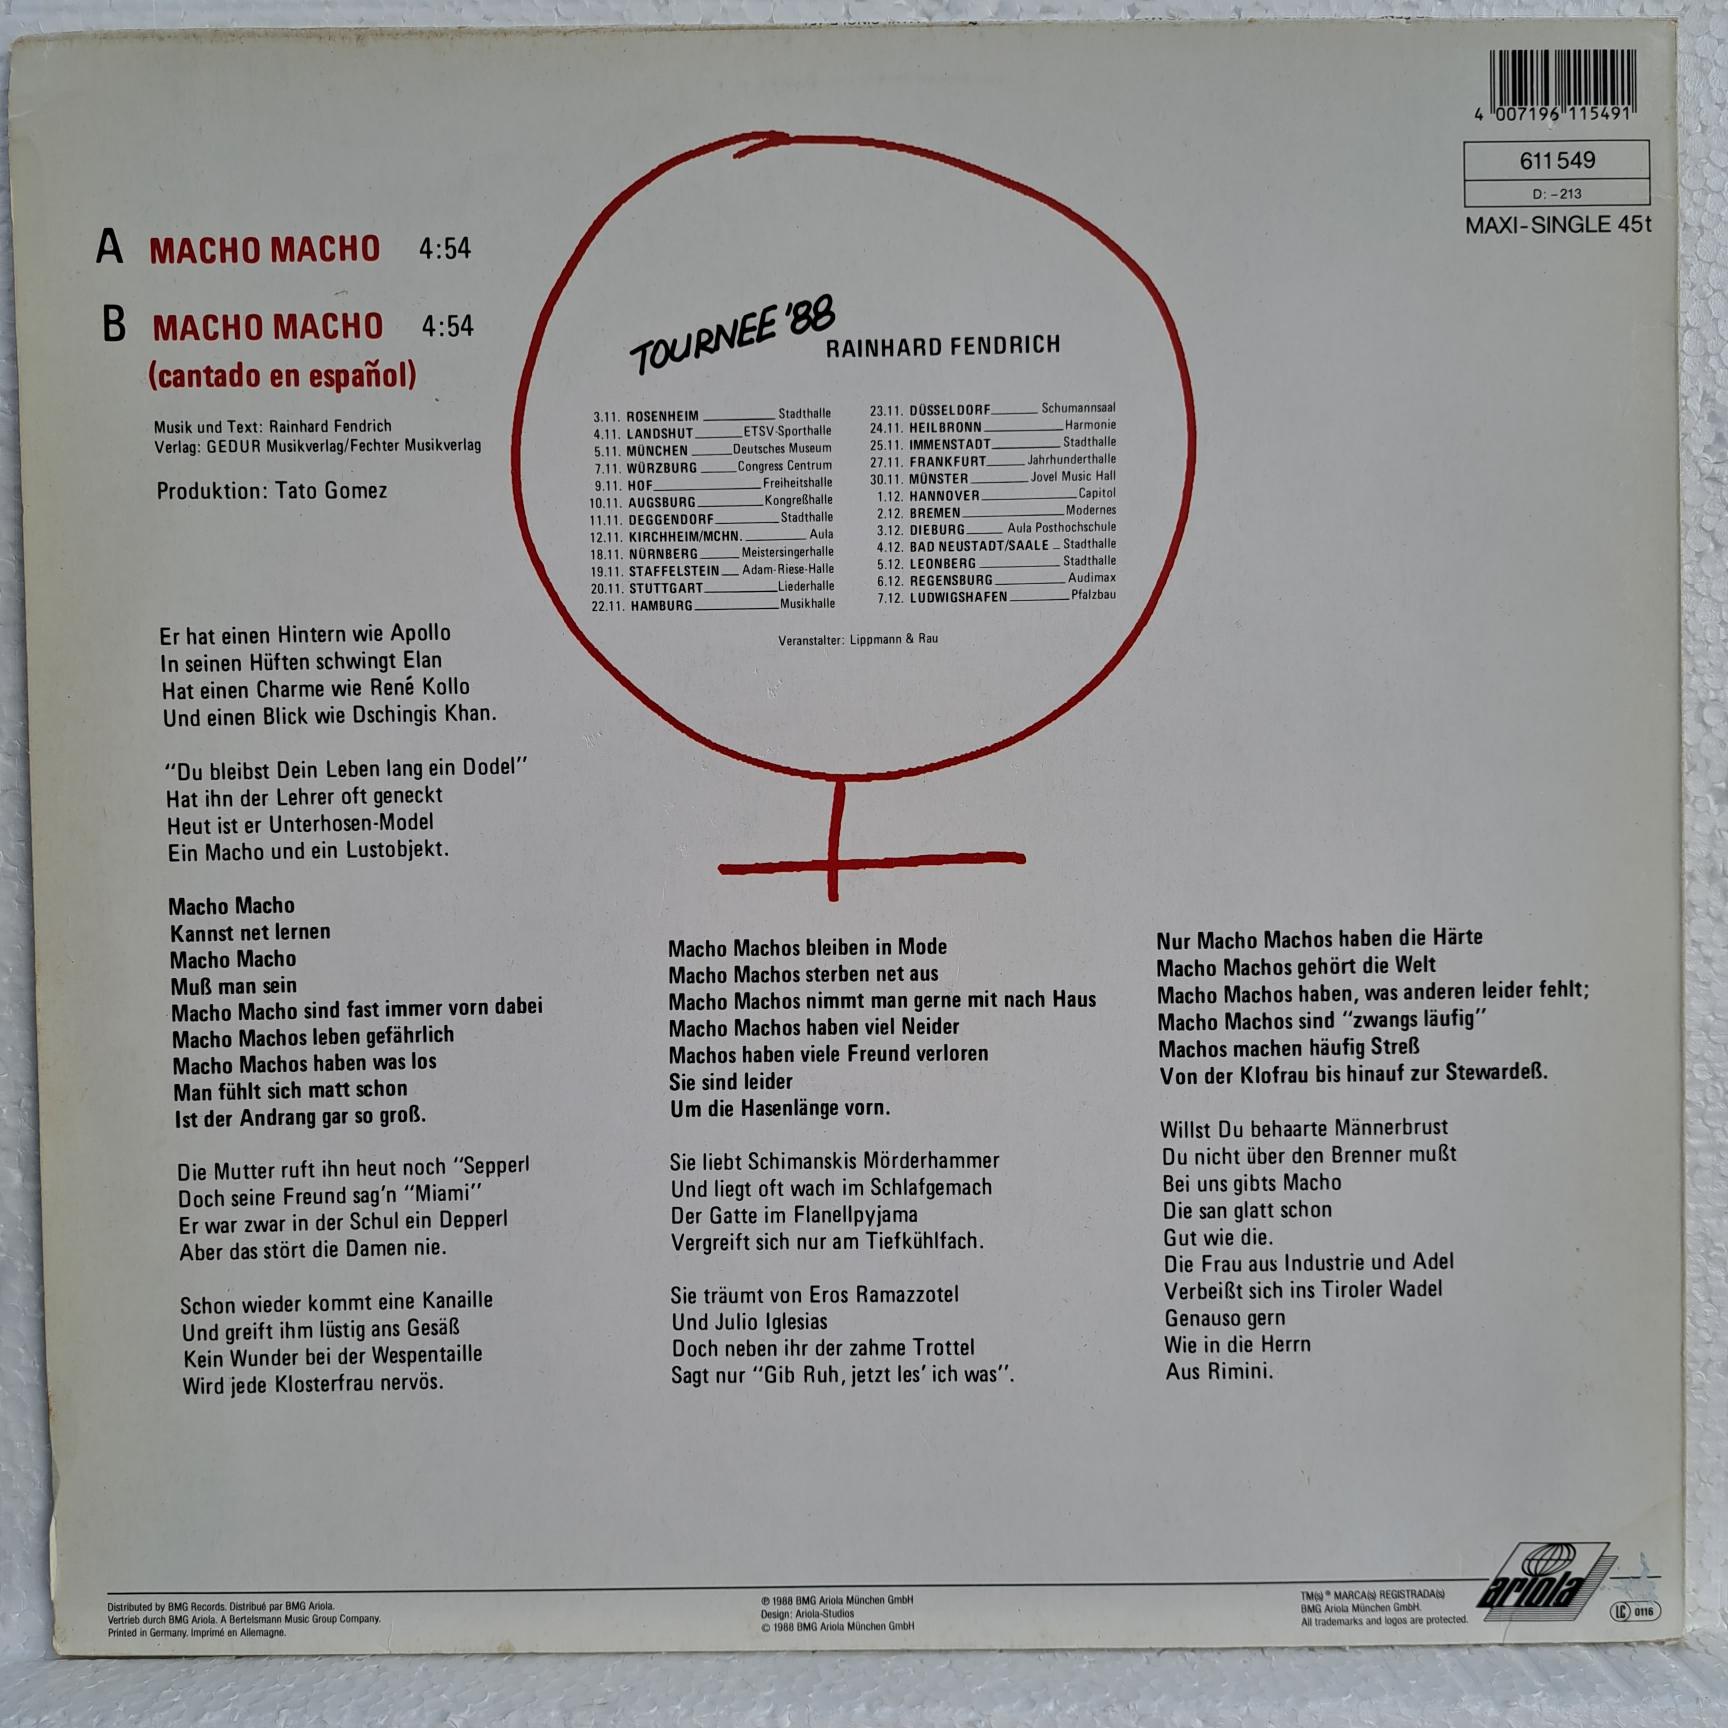 4 007196 115491
611 549
D: – 213
MAXI-SINGLE 45t
A MACHO MACHO 4:54
B MACHO MACHO 4:54
(cantado en español)
Musik und Text: Rainhard Fendrich
Verlag: GEDUR Musikverlag/Fechter Musikverlag
Produktion: Tato Gomez
TOURNEE '88
RAINHARD FENDRICH
3.11. ROSENHEIM Stadthalle
4.11. LANDSHUT ETSV-Sporthalle
5.11. MÜNCHEN Deutsches Museum
7.11. WÜRZBURG Congress Centrum
9.11. HOF Freiheitshalle
10.11. AUGSBURG Kongreßhalle
11.11. DEGGENDORF Stadthalle
12.11. KIRCHHEIM/MCHN. Aula
18.11. NÜRNBERG Meistersingerhalle
19.11. STAFFELSTEIN Adam-Riese-Halle
20.11. STUTTGART Liederhalle
22.11. HAMBURG Musikhalle
23.11. DÜSSELDORF Schumannsaal
24.11. HEILBRONN Harmonie
25.11. IMMENSTADT Stadthalle
27.11. FRANKFURT Jahrhunderthalle
30.11. MÜNSTER Jovel Music Hall
1.12. HANNOVER Capitol
2.12. BREMEN Modernes
3.12. DIEBURG Aula Posthochschule
4.12. BAD NEUSTADT/SAALE Stadthalle
5.12. LEONBERG Stadthalle
6.12. REGENSBURG Audimax
7.12. LUDWIGSHAFEN Pfalzbau
Veranstalter: Lippmann & Rau
Er hat einen Hintern wie Apollo
In seinen Hüften schwingt Elan
Hat einen Charme wie René Kollo
Und einen Blick wie Dschingis Khan.
“Du bleibst Dein Leben lang ein Dodel”
Hat ihn der Lehrer oft geneckt
Heut ist er Unterhosen-Model
Ein Macho und ein Lustobjekt.
Macho Macho
Kannst net lernen
Macho Macho
Muß man sein
Macho Macho sind fast immer vorn dabei
Macho Machos leben gefährlich
Macho Machos haben was los
Man fühlt sich matt schon
Ist der Andrang gar so groß.
Die Mutter ruft ihn heut noch “Sepperl
Doch seine Freund sag'n “Miami”
Er war zwar in der Schul ein Depperl
Aber das stört die Damen nie.
Schon wieder kommt eine Kanaille
Und greift ihm lüstig ans Gesäß
Kein Wunder bei der Wespentaille
Wird jede Klosterfrau nervös.
Macho Machos bleiben in Mode
Macho Machos sterben net aus
Macho Machos nimmt man gerne mit nach Haus
Macho Machos haben viel Neider
Machos haben viele Freund verloren
Sie sind leider
Um die Hasenlänge vorn.
Sie liebt Schimanskis Mörderhammer
Und liegt oft wach im Schlafgemach
Der Gatte im Flanellpyjama
Vergreift sich nur am Tiefkühlfach.
Sie träumt von Eros Ramazzotel
Und Julio Iglesias
Doch neben ihr der zahme Trottel
Sagt nur “Gib Ruh, jetzt les' ich was”.
Nur Macho Machos haben die Härte
Macho Machos gehört die Welt
Macho Machos haben, was anderen leider fehlt;
Macho Machos sind “zwangs läufig”
Machos machen häufig Streß
Von der Klofrau bis hinauf zur Stewardeß.
Willst Du behaarte Männerbrust
Du nicht über den Brenner mußt
Bei uns gibts Macho
Die san glatt schon
Gut wie die.
Die Frau aus Industrie und Adel
Verbeißt sich ins Tiroler Wadel
Genauso gern
Wie in die Herrn
Aus Rimini.
Distributed by BMG Records. Distribué par BMG Ariola.
Vertrieb durch BMG Ariola. A Bertelsmann Music Group Company.
Printed in Germany. Imprimé en Allemagne.
℗ 1988 BMG Ariola München GmbH
Design: Ariola-Studios
© 1988 BMG Ariola München GmbH
TM(s) ® MARCA(s) REGISTRADA(s)
BMG Ariola München GmbH.
All trademarks and logos are protected.
ariola
LC 0116